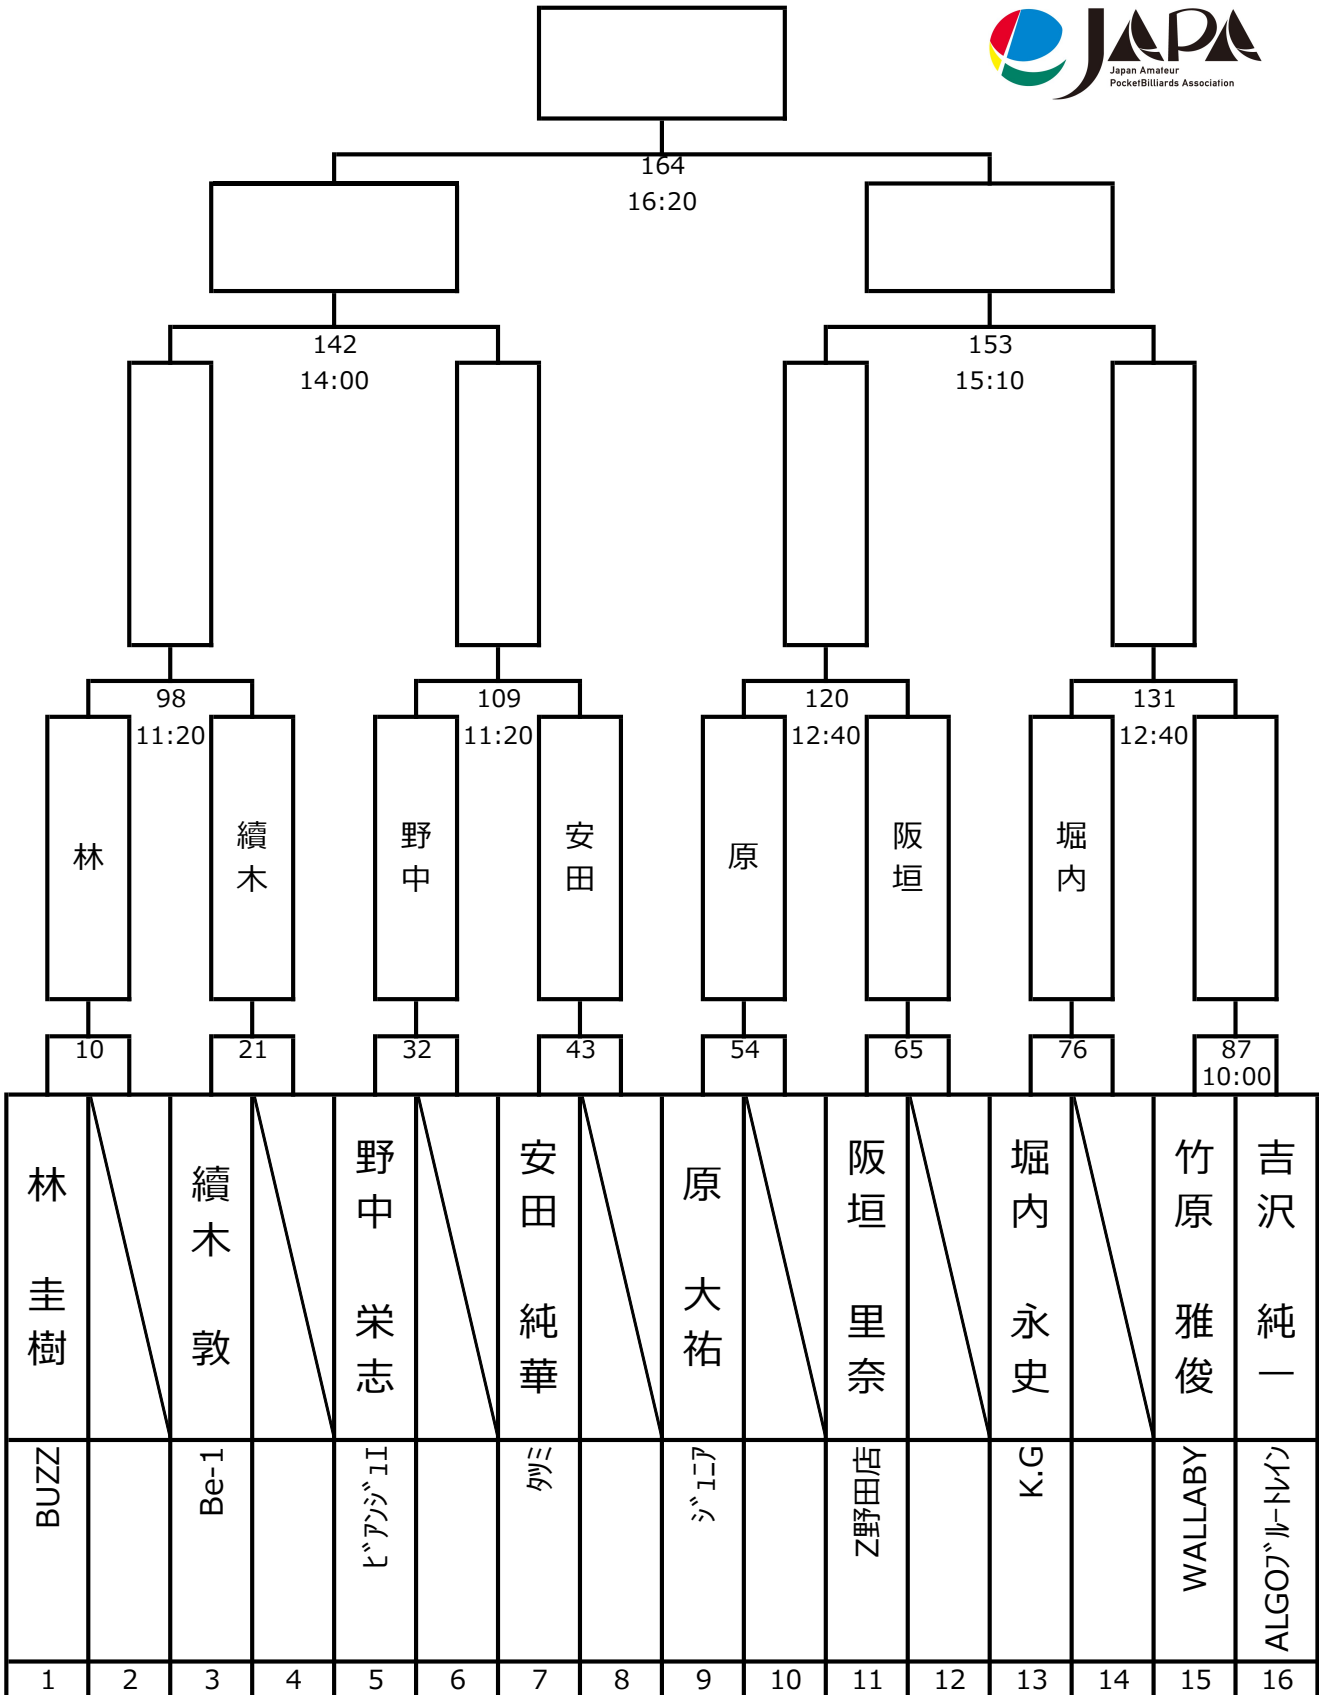 JAPA
Japan Amateur
PocketBilliards Association
164
16:20
142
14:00
153
15:10
98
11:20
109
11:20
120
12:40
131
12:40
林
續木
野中
安田
原
阪垣
堀内
10
21
32
43
54
65
76
87
10:00
林 圭樹
續木 敦
野中 栄志
安田 純華
原 大祐
阪垣 里奈
堀内 永史
竹原 雅俊
吉沢 純一
BUZZ
Be-1
ﾋﾞｱﾝｼﾞｭｴ
ﾀﾂﾐ
ｼﾞｭﾆｱ
Z野田店
K.G
WALLABY
ALGOﾌﾞﾙｰﾄﾚｲﾝ
1 2 3 4 5 6 7 8 9 10 11 12 13 14 15 16